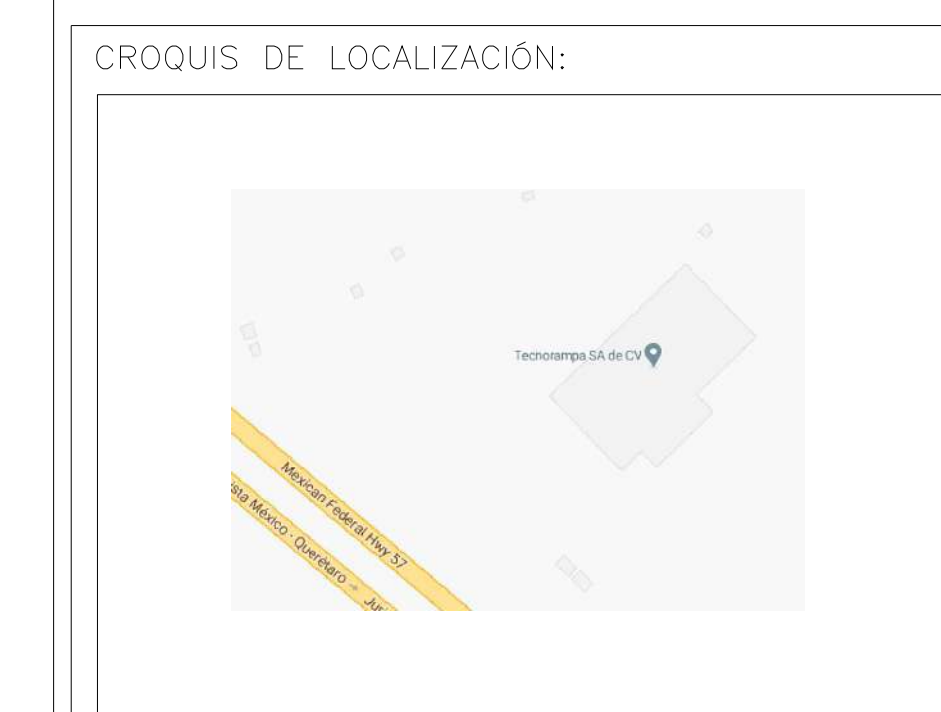 CROQUIS DE LOCALIZACIÓN:
Tecnorampa SA de CV
Mexican Federal Hwy 57
México - Querétaro →